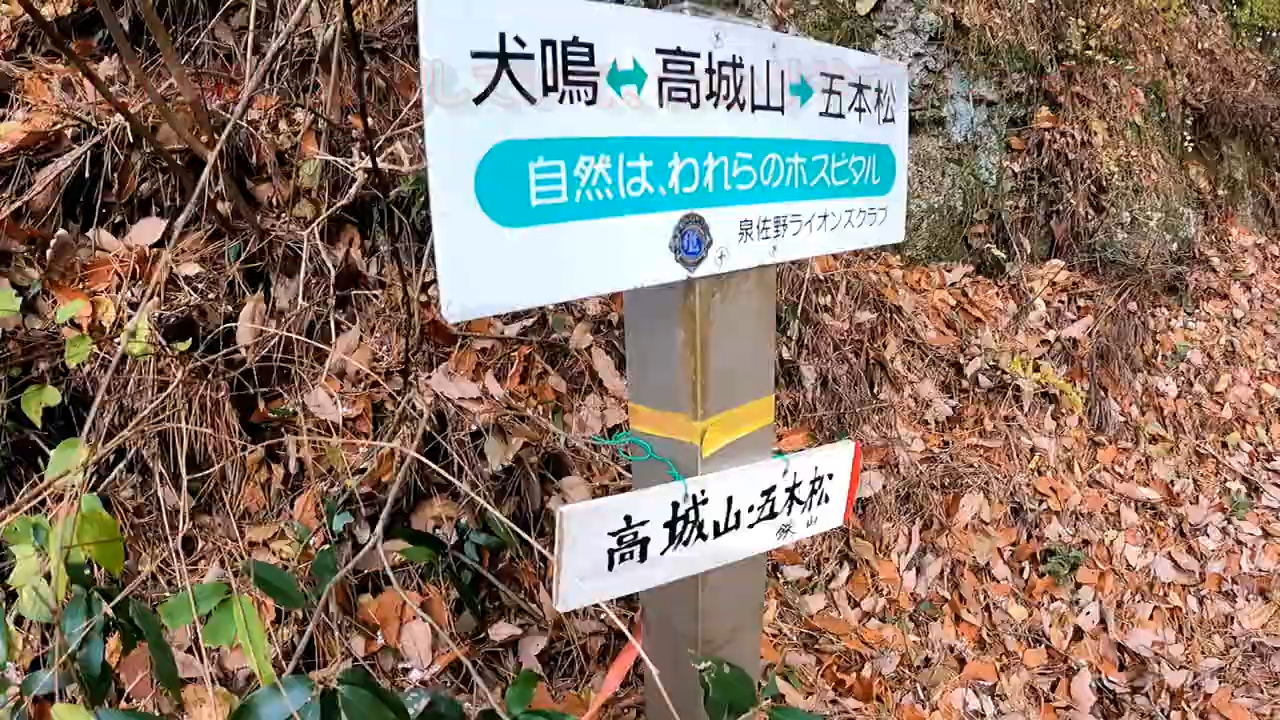 犬鳴↔高城山→五本松
自然は、われらのホスピタル
泉佐野ライオンズクラブ
高城山・五本松